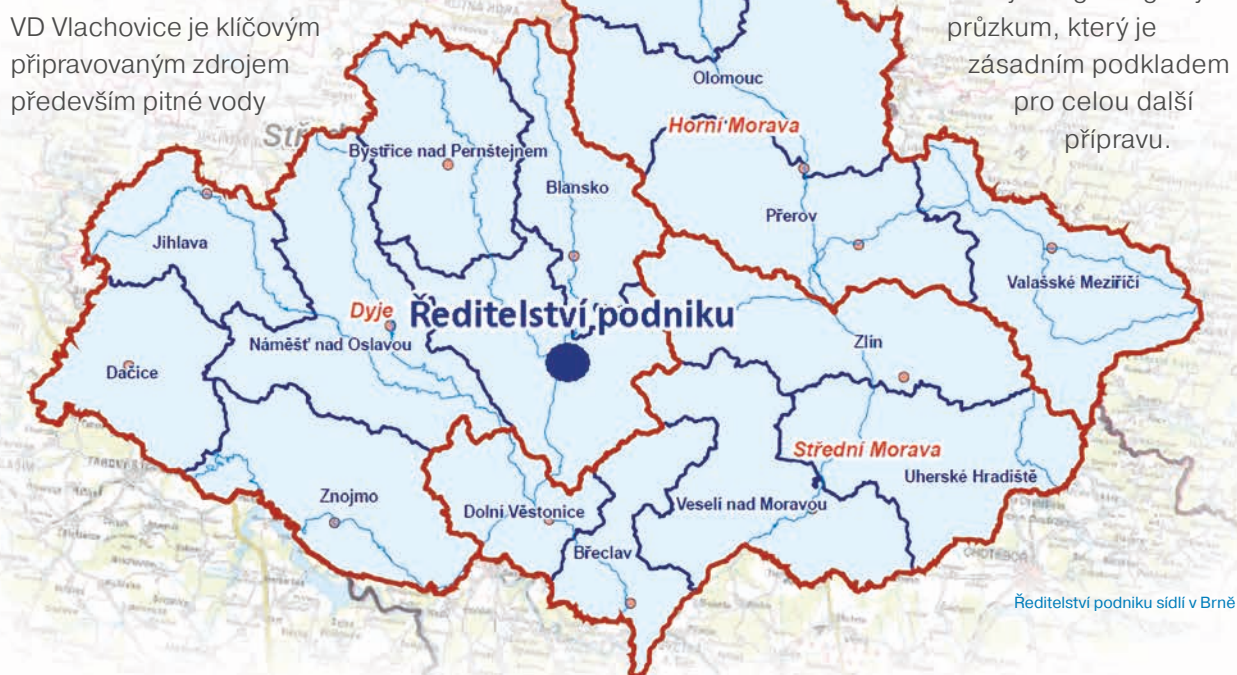 VD Vlachovice je klíčovým
připravovaným zdrojem
především pitné vody
průzkum, který je
zásadním podkladem
pro celou další
přípravu.
Olomouc
Horní Morava
Bystřice nad Pernštejnem
Blansko
Přerov
Jihlava
Valašské Meziříčí
Dyje
Ředitelství podniku
Náměšť nad Oslavou
Zlín
Dačice
Střední Morava
Uherské Hradiště
Znojmo
Dolní Věstonice
Veselí nad Moravou
Břeclav
Ředitelství podniku sídlí v Brně